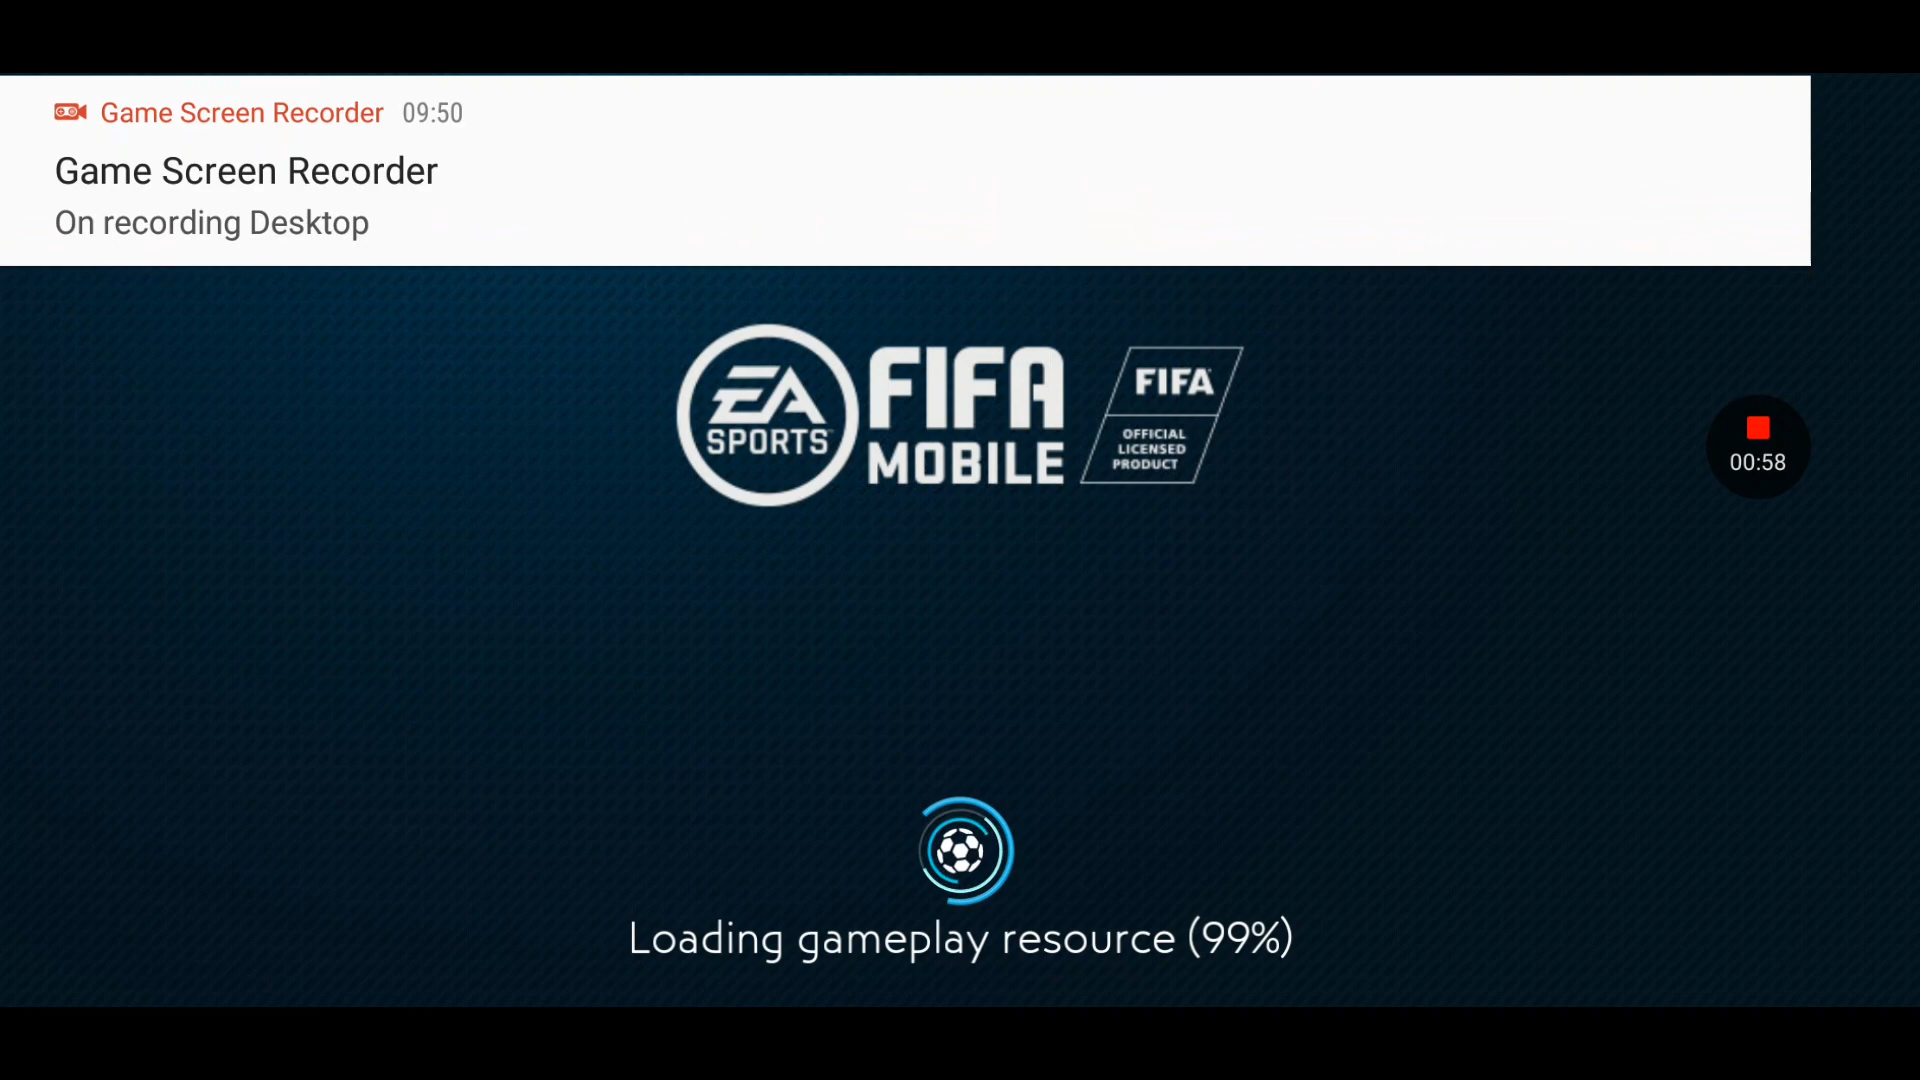 Game Screen Recorder 09:50
Game Screen Recorder
On recording Desktop
EA
SPORTS™
FIFA
MOBILE
FIFA
OFFICIAL
LICENSED
PRODUCT
00:58
Loading gameplay resource (99%)